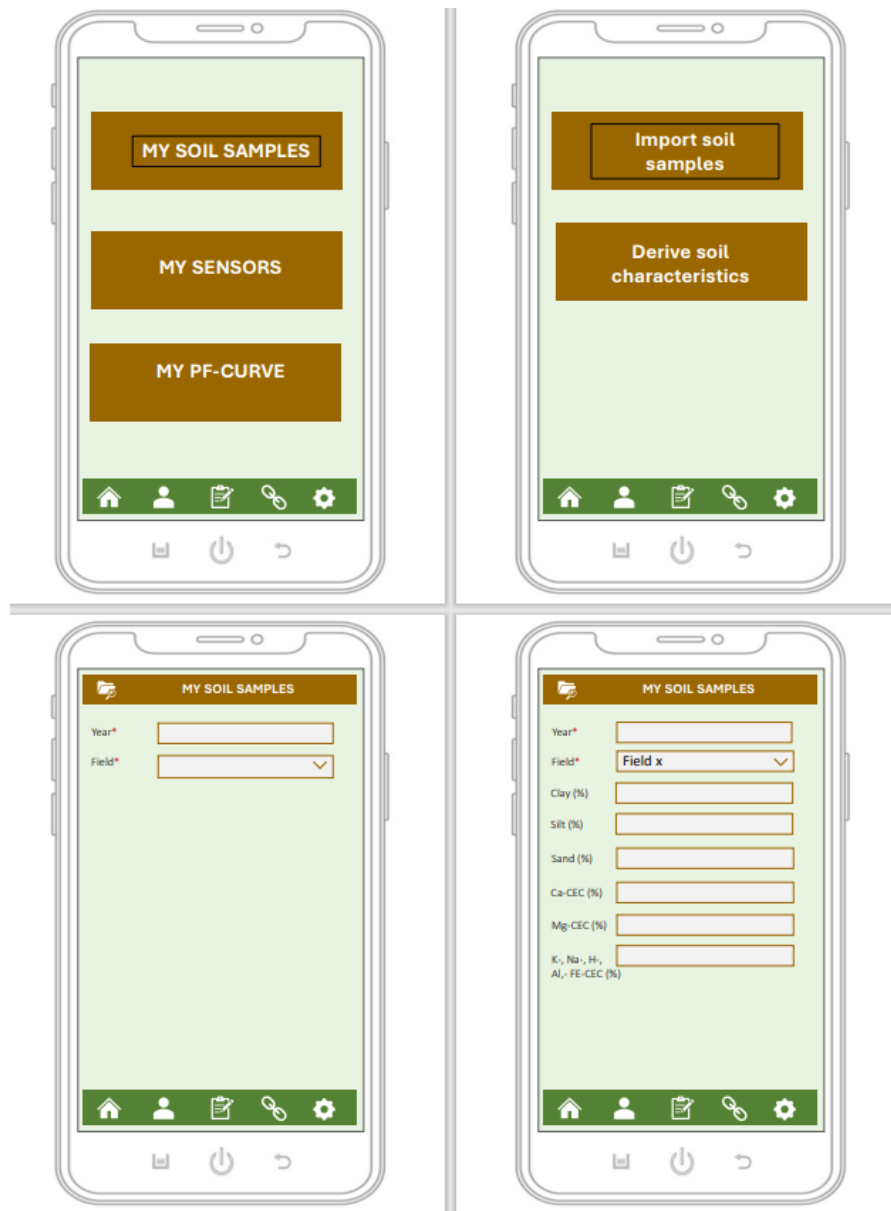 MY SOIL SAMPLES
MY SENSORS
MY PF-CURVE
Import soil
samples
Derive soil
characteristics
MY SOIL SAMPLES
Year*
Field*
MY SOIL SAMPLES
Year*
Field* Field x
Clay (%)
Silt (%)
Sand (%)
Ca-CEC (%)
Mg-CEC (%)
K-, Na-, H-,
Al,- FE-CEC (%)